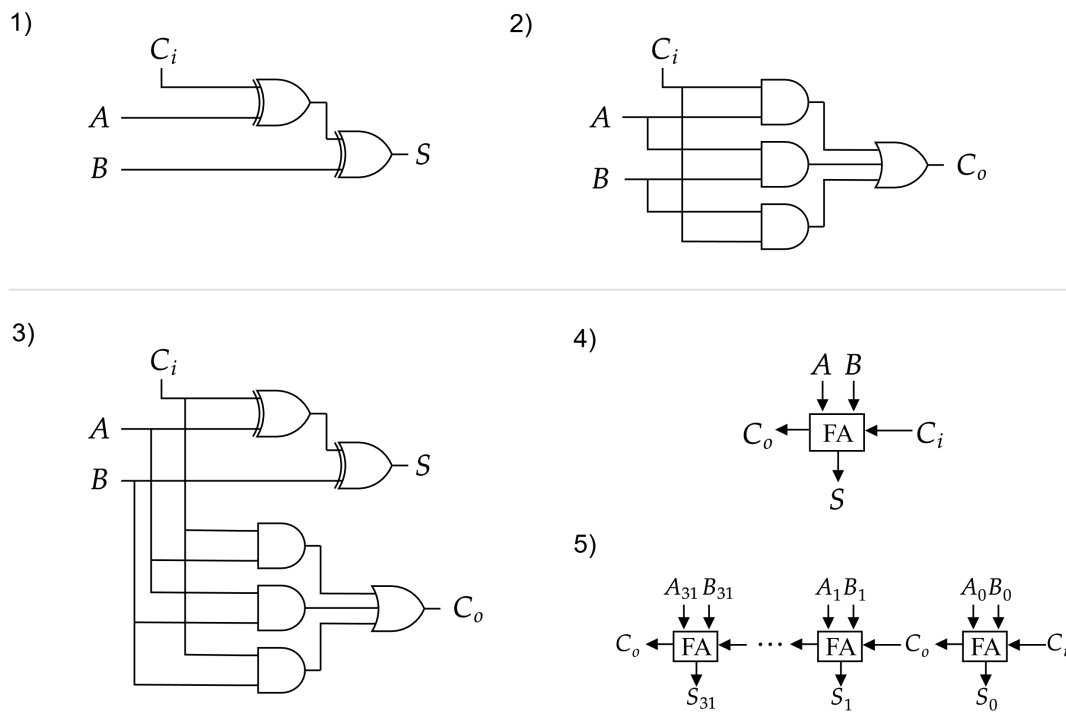 1)
C_i
A
B
S
2)
C_i
A
B
C_o
3)
C_i
A
B
S
C_o
4)
A B
C_o FA C_i
S
5)
A_31 B_31 A_1 B_1 A_0 B_0
C_o FA ··· FA C_o FA C_i
S_31 S_1 S_0